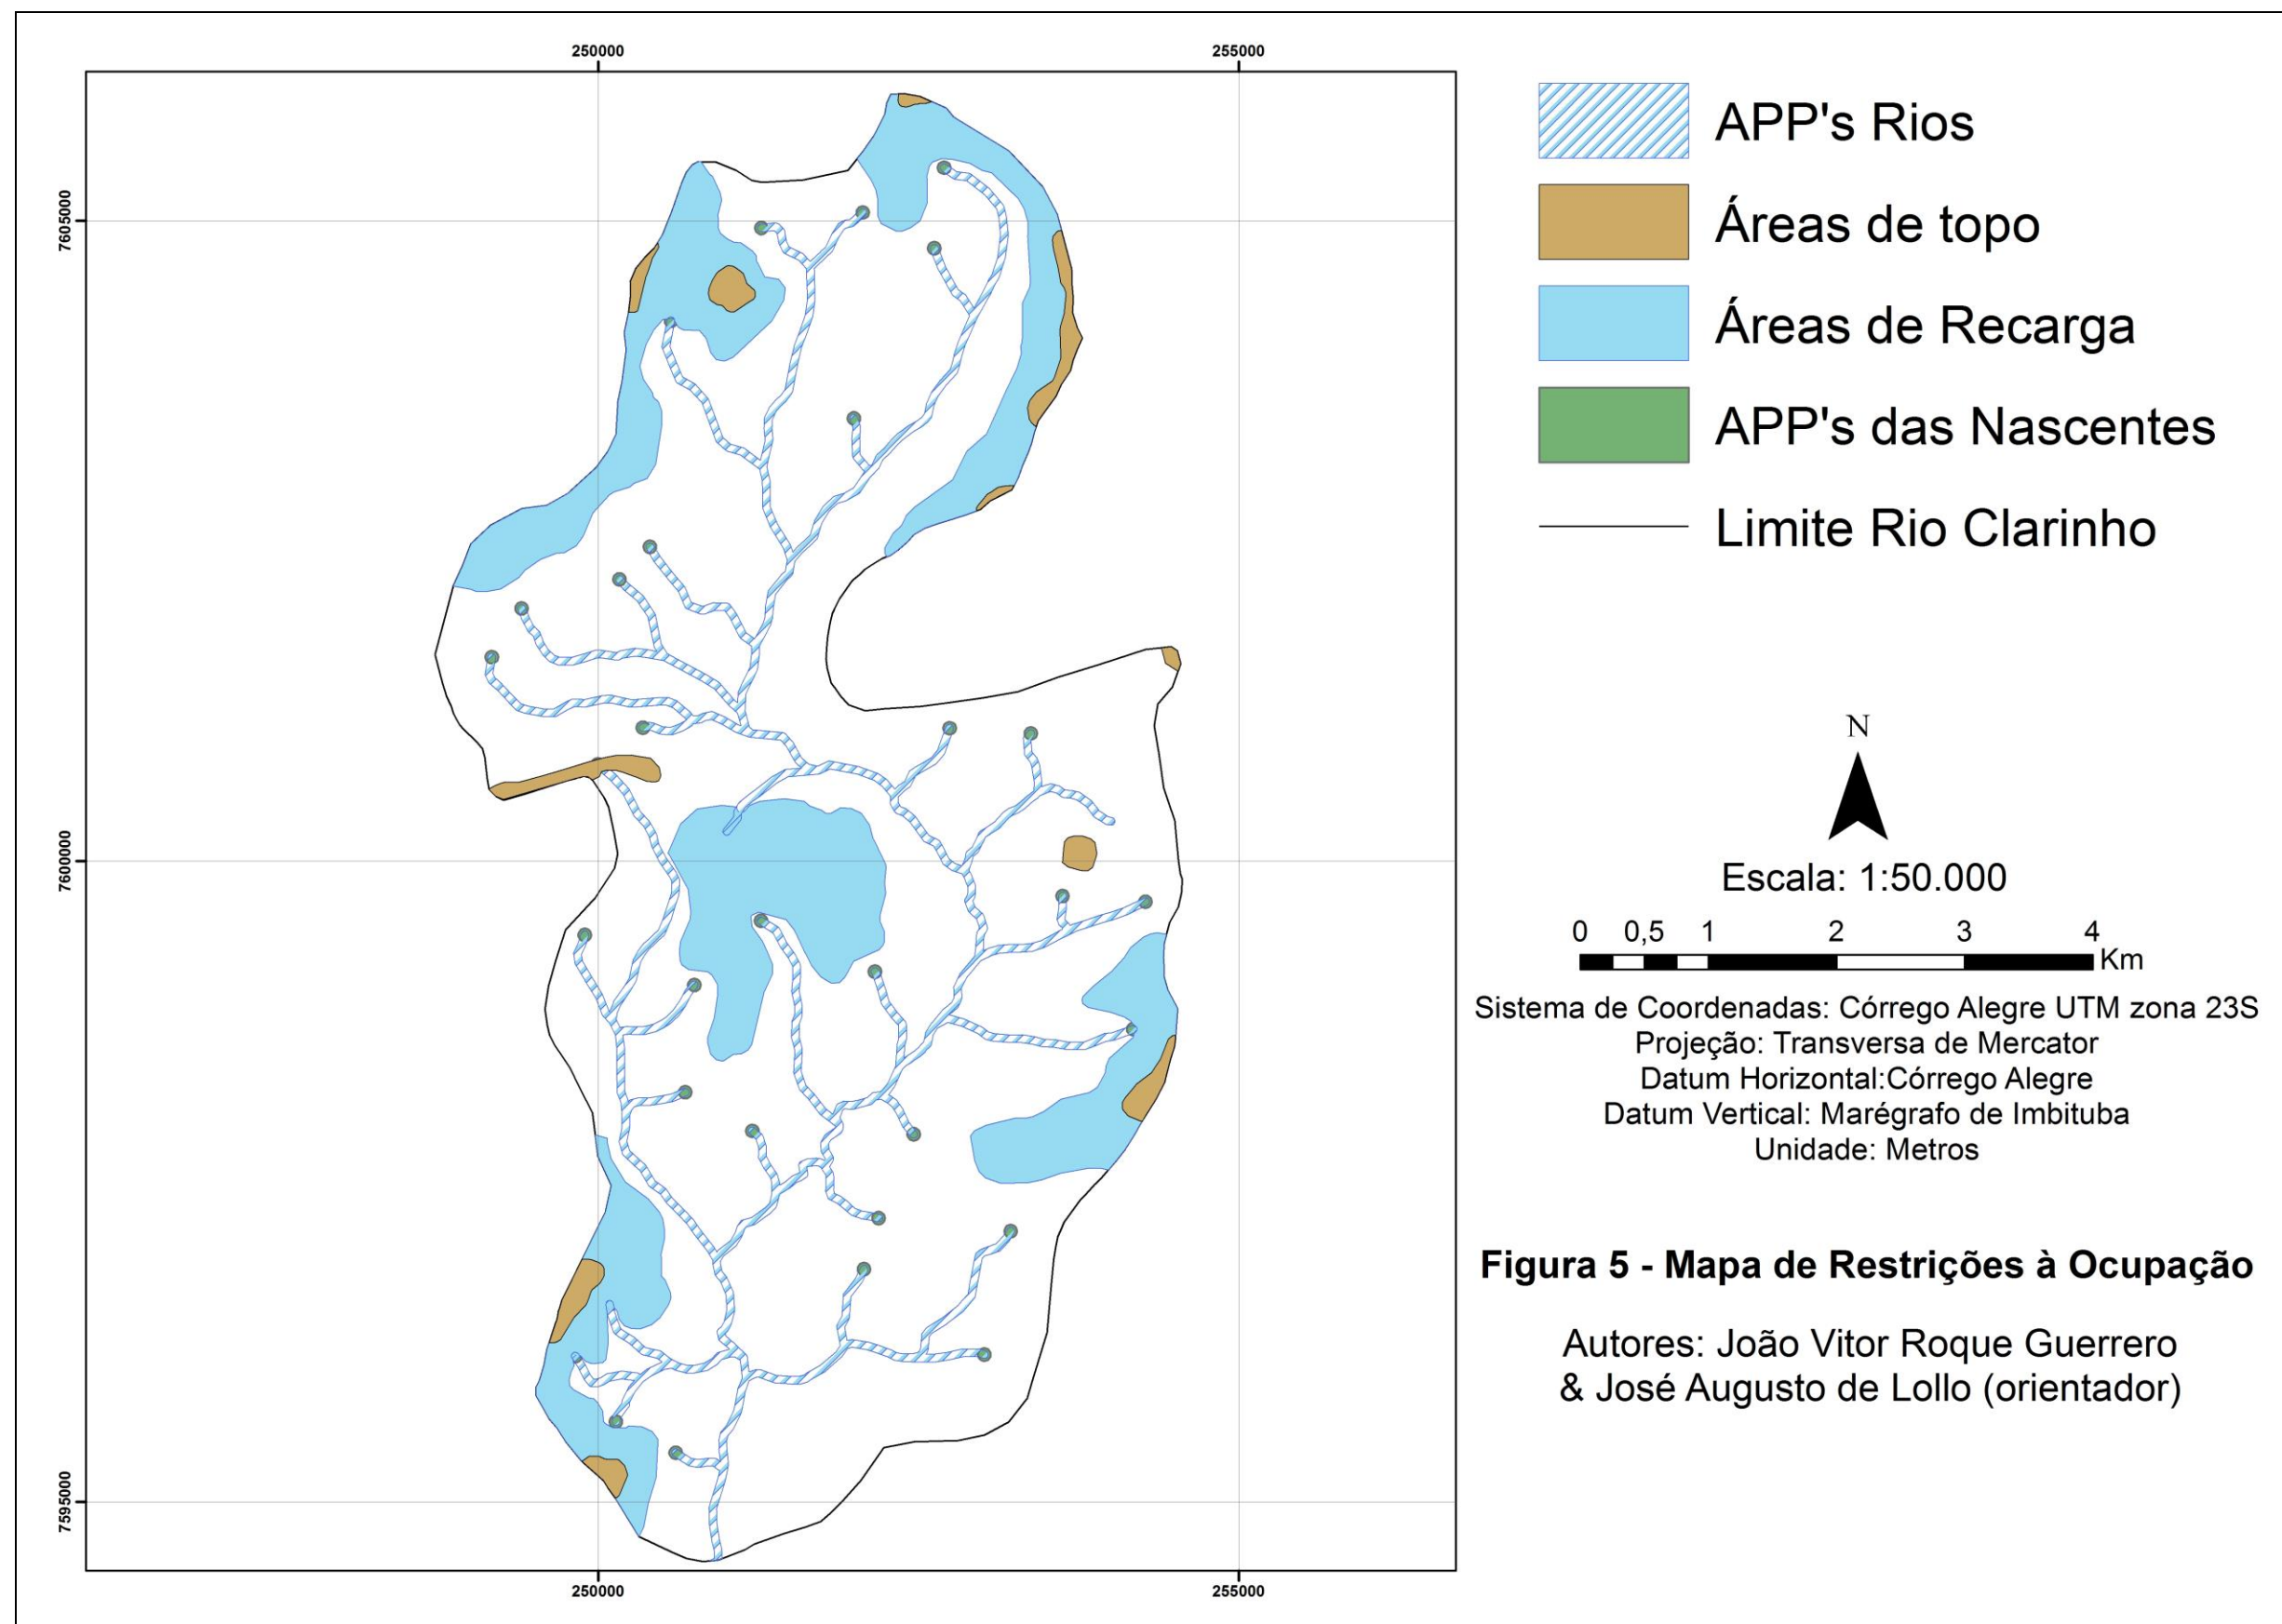 250000
255000
7605000
7600000
7595000
250000
255000
APP's Rios
Áreas de topo
Áreas de Recarga
APP's das Nascentes
Limite Rio Clarinho
N
Escala: 1:50.000
0 0,5 1 2 3 4
Km
Sistema de Coordenadas: Córrego Alegre UTM zona 23S
Projeção: Transversa de Mercator
Datum Horizontal:Córrego Alegre
Datum Vertical: Marégrafo de Imbituba
Unidade: Metros
Figura 5 - Mapa de Restrições à Ocupação
Autores: João Vitor Roque Guerrero
& José Augusto de Lollo (orientador)